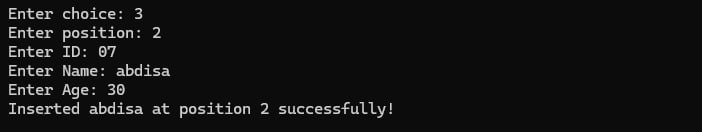 Enter choice: 3
Enter position: 2
Enter ID: 07
Enter Name: abdisa
Enter Age: 30
Inserted abdisa at position 2 successfully!